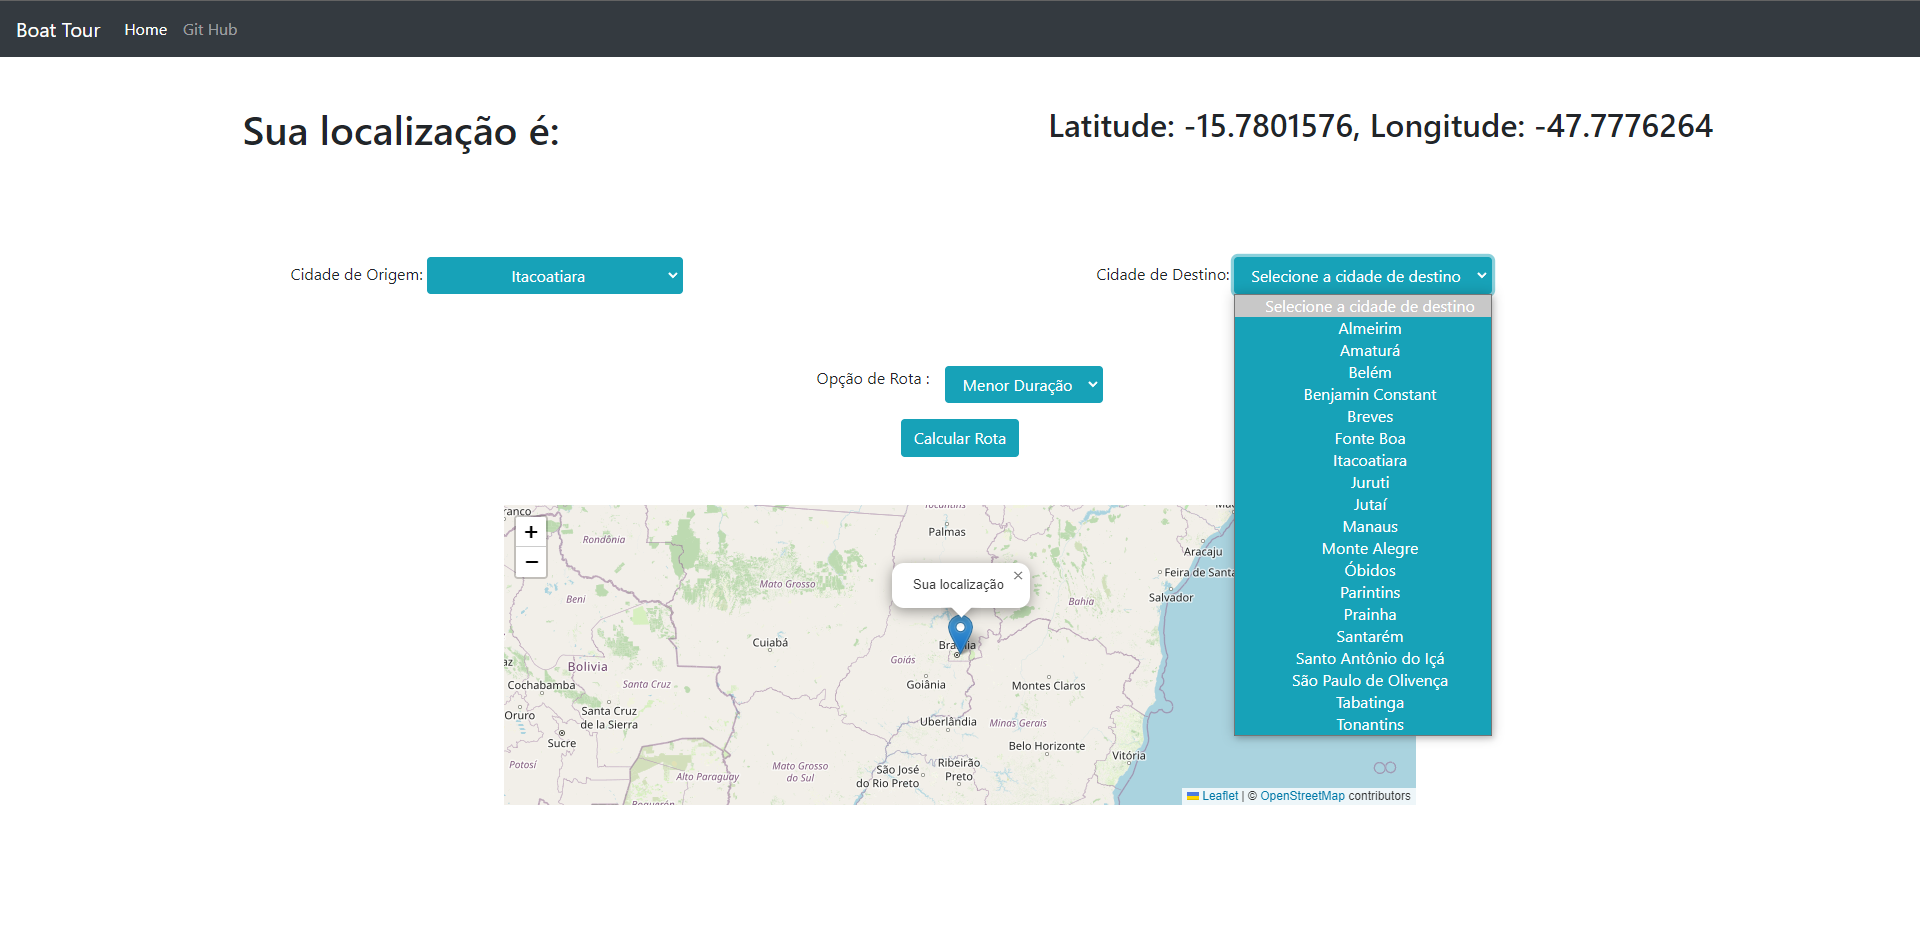 Boat Tour Home Git Hub
Sua localização é:
Latitude: -15.7801576, Longitude: -47.7776264
Cidade de Origem: Itacoatiara
Cidade de Destino: Selecione a cidade de destino
Selecione a cidade de destino
Almeirim
Amaturá
Belém
Benjamin Constant
Breves
Fonte Boa
Itacoatiara
Juruti
Jutaí
Manaus
Monte Alegre
Óbidos
Parintins
Prainha
Santarém
Santo Antônio do Içá
São Paulo de Olivença
Tabatinga
Tonantins
Opção de Rota : Menor Duração
Calcular Rota
+
−
Sua localização ×
ranco
Tocantins
Rondônia
Palmas
Aracaju
Feira de Santa
Mato Grosso
Beni
Bahia
Salvador
Cuiabá
Brasília
az
Bolivia
Goiás
Cochabamba
Santa Cruz
Goiânia
Montes Claros
Oruro
Santa Cruz
de la Sierra
Uberlândia
Minas Gerais
Sucre
Belo Horizonte
Vitória
Potosí
Alto Paraguay
Mato Grosso
do Sul
São José
do Rio Preto
Ribeirão
Preto
Boquerón
Leaflet | © OpenStreetMap contributors